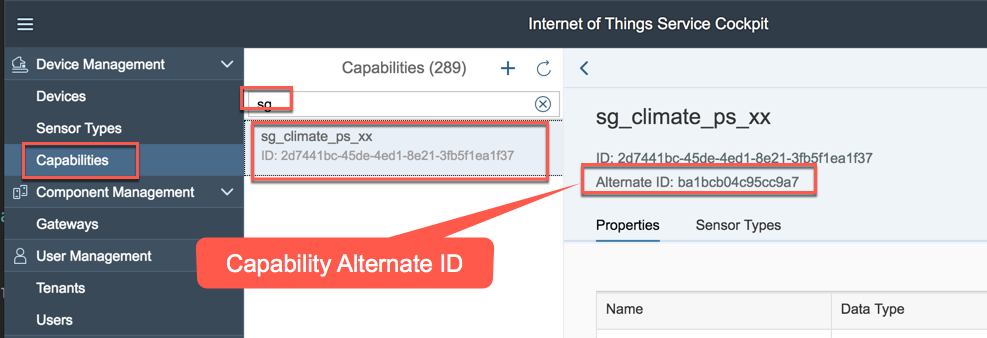 Internet of Things Service Cockpit
Device Management
Devices
Sensor Types
Capabilities
Component Management
Gateways
User Management
Tenants
Users
Capabilities (289)
sg
sg_climate_ps_xx
ID: 2d7441bc-45de-4ed1-8e21-3fb5f1ea1f37
sg_climate_ps_xx
ID: 2d7441bc-45de-4ed1-8e21-3fb5f1ea1f37
Alternate ID: ba1bcb04c95cc9a7
Properties Sensor Types
Capability Alternate ID
Name Data Type